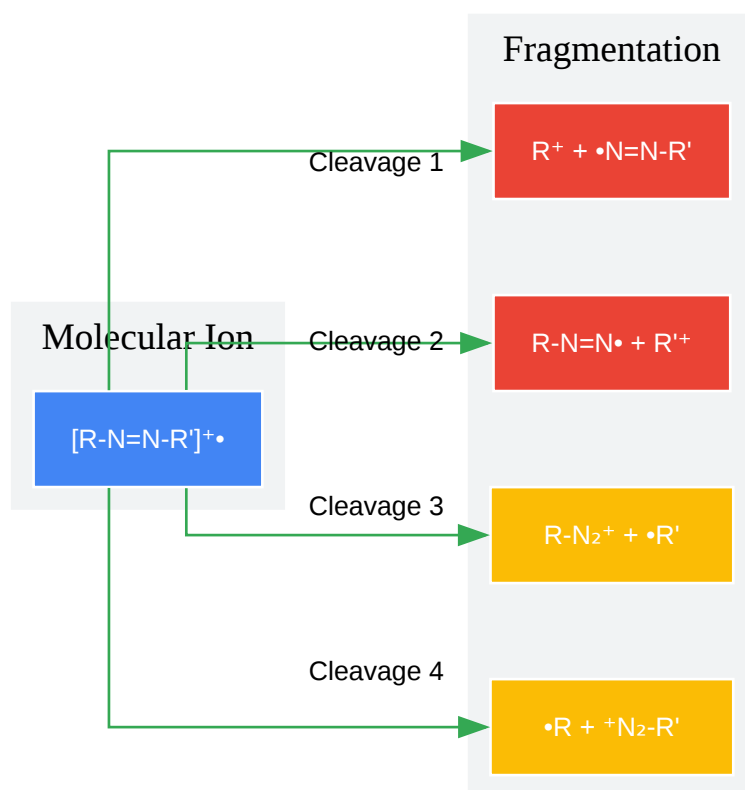 Fragmentation
R⁺ + •N=N-R'
Cleavage 1
Molecular Ion
Cleavage 2
R-N=N• + R'⁺
[R-N=N-R']⁺•
Cleavage 3
R-N₂⁺ + •R'
Cleavage 4
•R + ⁺N₂-R'